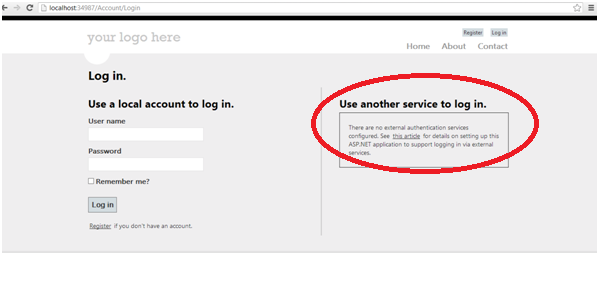 localhost:34987/Account/Login
your logo here
Register Log in
Home About Contact
Log in.
Use a local account to log in.
User name
Password
Remember me?
Log in
Register if you don't have an account.
Use another service to log in.
There are no external authentication services
configured. See this article for details on setting up this
ASP.NET application to support logging in via external
services.